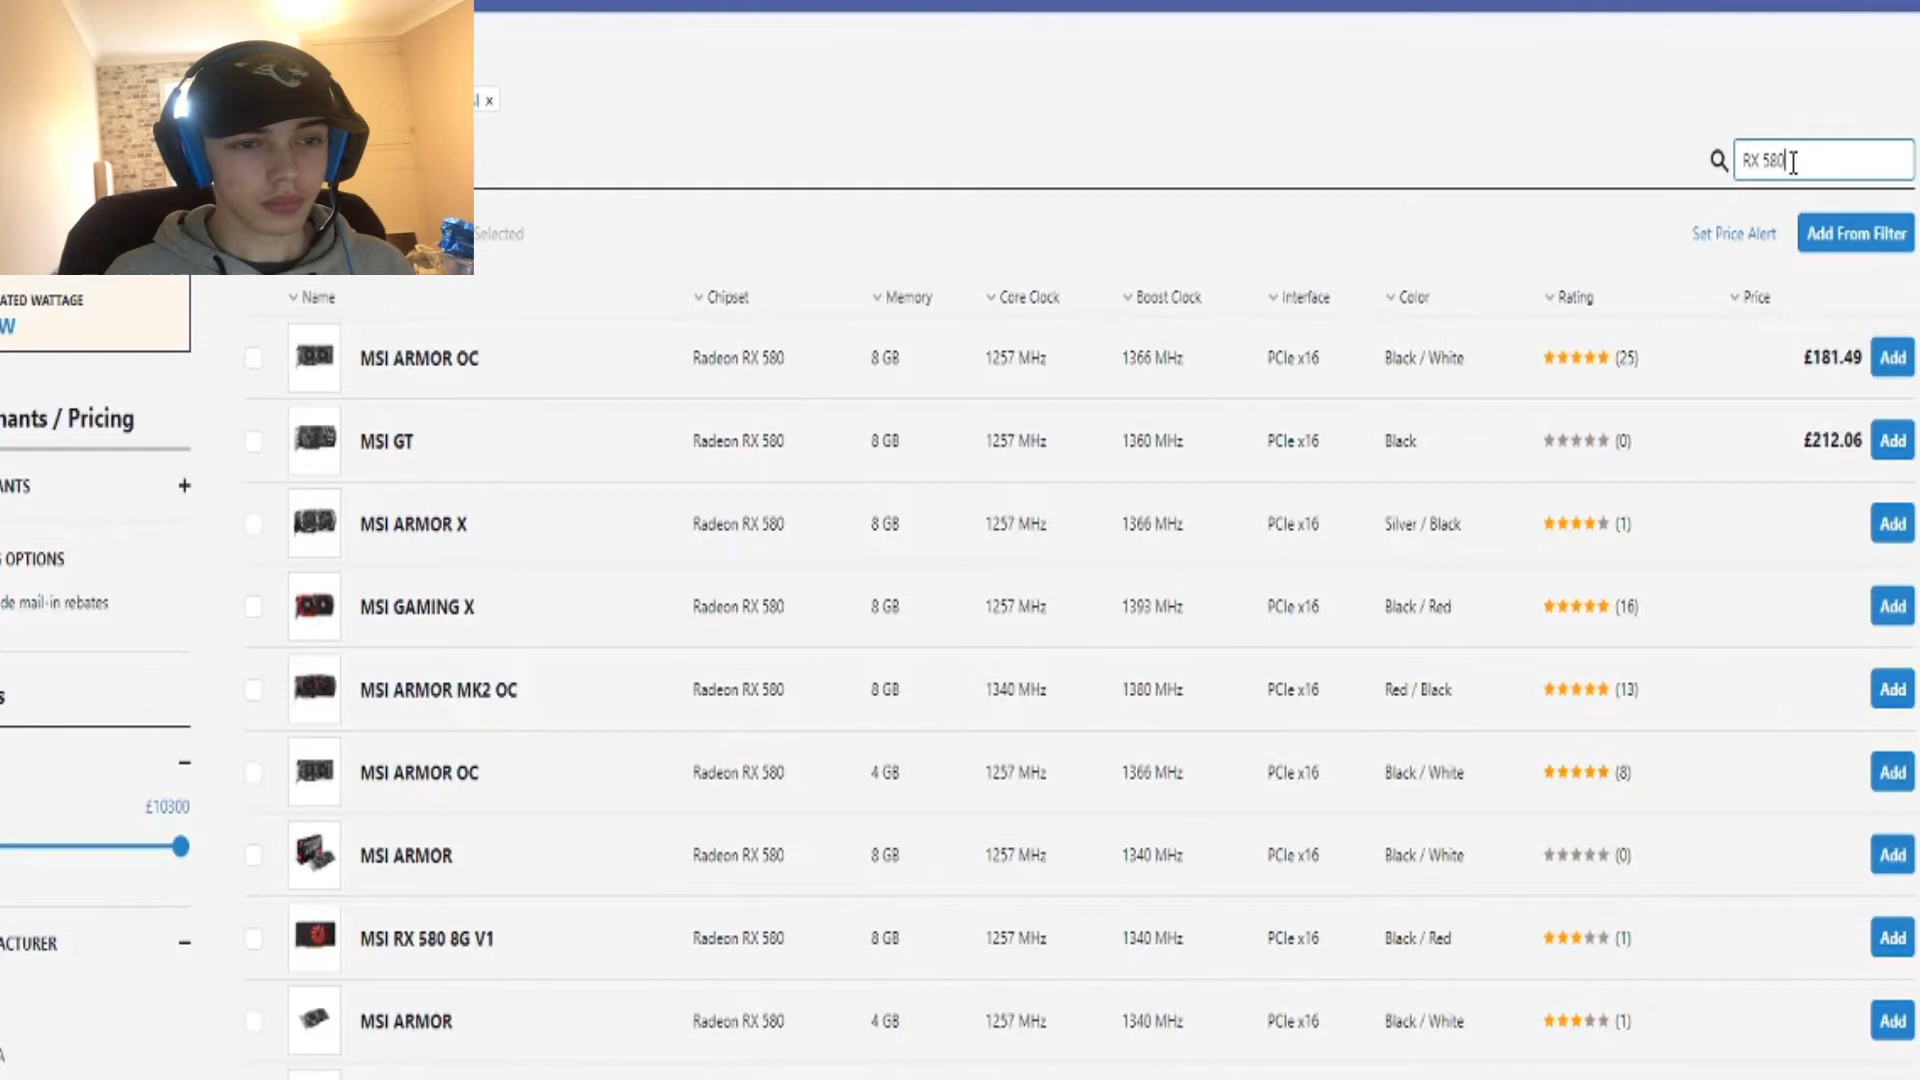 x
RX 580
Selected
Set Price Alert
Add From Filter
ATED WATTAGE
W
Name Chipset Memory Core Clock Boost Clock Interface Color Rating Price
MSI ARMOR OC Radeon RX 580 8 GB 1257 MHz 1366 MHz PCIe x16 Black / White (25) £181.49 Add
MSI GT Radeon RX 580 8 GB 1257 MHz 1360 MHz PCIe x16 Black (0) £212.06 Add
MSI ARMOR X Radeon RX 580 8 GB 1257 MHz 1366 MHz PCIe x16 Silver / Black (1) Add
MSI GAMING X Radeon RX 580 8 GB 1257 MHz 1393 MHz PCIe x16 Black / Red (16) Add
MSI ARMOR MK2 OC Radeon RX 580 8 GB 1340 MHz 1380 MHz PCIe x16 Red / Black (13) Add
MSI ARMOR OC Radeon RX 580 4 GB 1257 MHz 1366 MHz PCIe x16 Black / White (8) Add
MSI ARMOR Radeon RX 580 8 GB 1257 MHz 1340 MHz PCIe x16 Black / White (0) Add
MSI RX 580 8G V1 Radeon RX 580 8 GB 1257 MHz 1340 MHz PCIe x16 Black / Red (1) Add
MSI ARMOR Radeon RX 580 4 GB 1257 MHz 1340 MHz PCIe x16 Black / White (1) Add
hants / Pricing
ANTS +
OPTIONS
de mail-in rebates
s
£10300
ACTURER